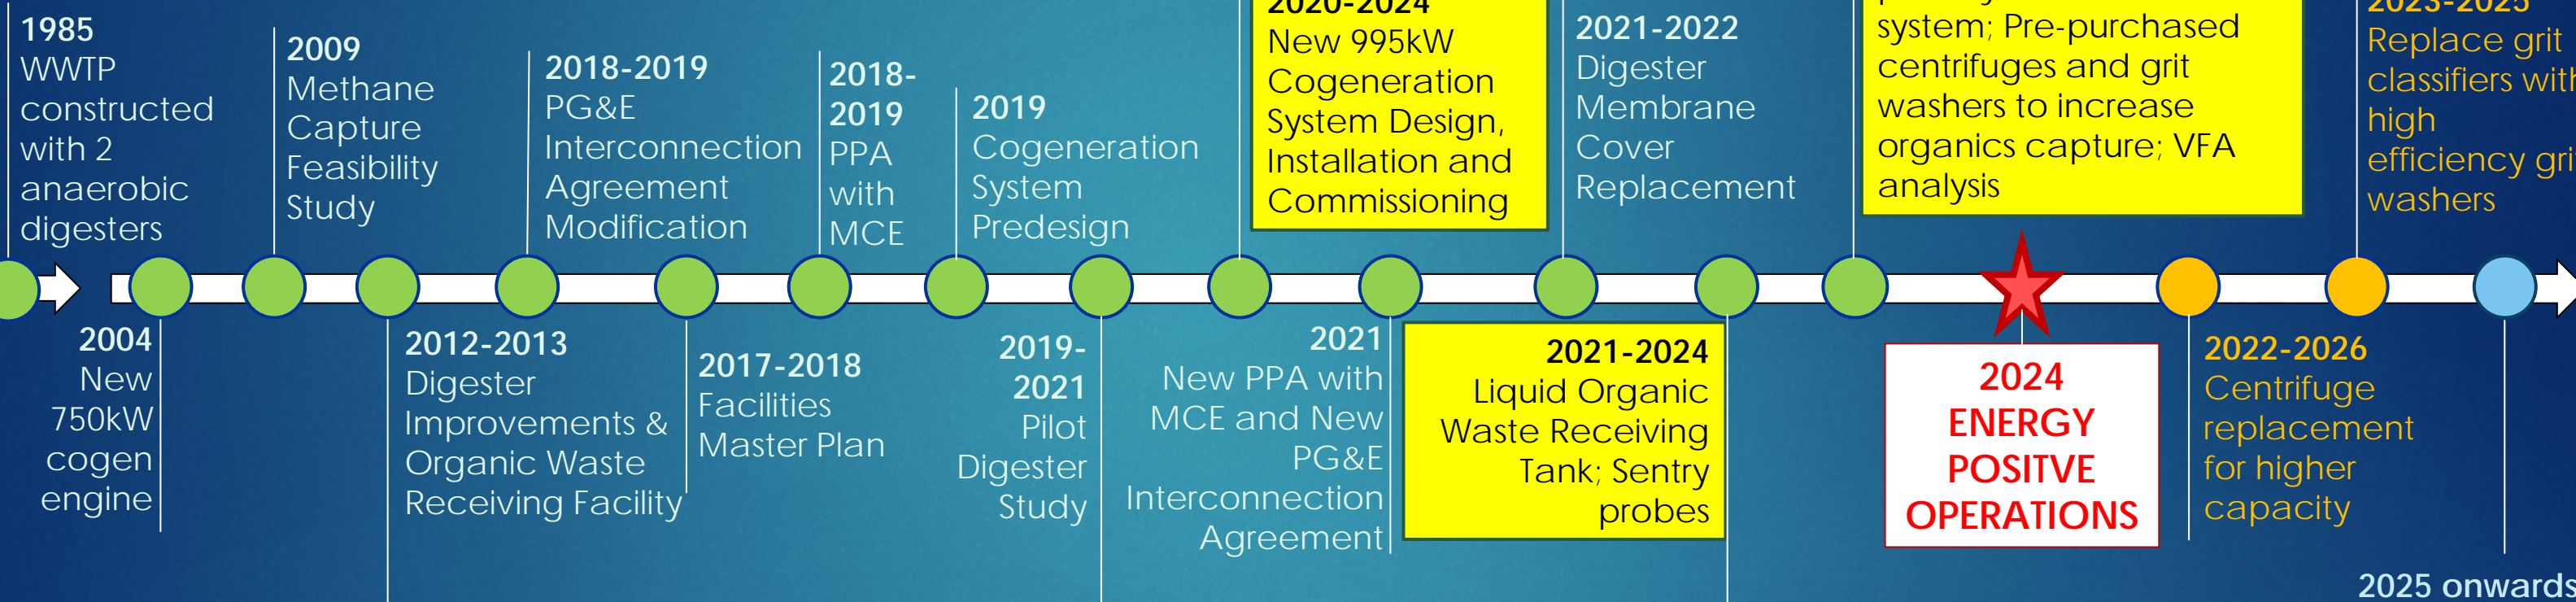 1985
WWTP
constructed
with 2
anaerobic
digesters
2009
Methane
Capture
Feasibility
Study
2018-2019
PG&E
Interconnection
Agreement
Modification
2018-
2019
PPA
with
MCE
2019
Cogeneration
System
Predesign
2020-2024
New 995kW
Cogeneration
System Design,
Installation and
Commissioning
2021-2022
Digester
Membrane
Cover
Replacement
system; Pre-purchased
centrifuges and grit
washers to increase
organics capture; VFA
analysis
2023-2025
Replace grit
classifiers with
high
efficiency gri
washers
2004
New
750kW
cogen
engine
2012-2013
Digester
Improvements &
Organic Waste
Receiving Facility
2017-2018
Facilities
Master Plan
2019-
2021
Pilot
Digester
Study
2021
New PPA with
MCE and New
PG&E
Interconnection
Agreement
2021-2024
Liquid Organic
Waste Receiving
Tank; Sentry
probes
2024
ENERGY
POSITVE
OPERATIONS
2022-2026
Centrifuge
replacement
for higher
capacity
2025 onwards